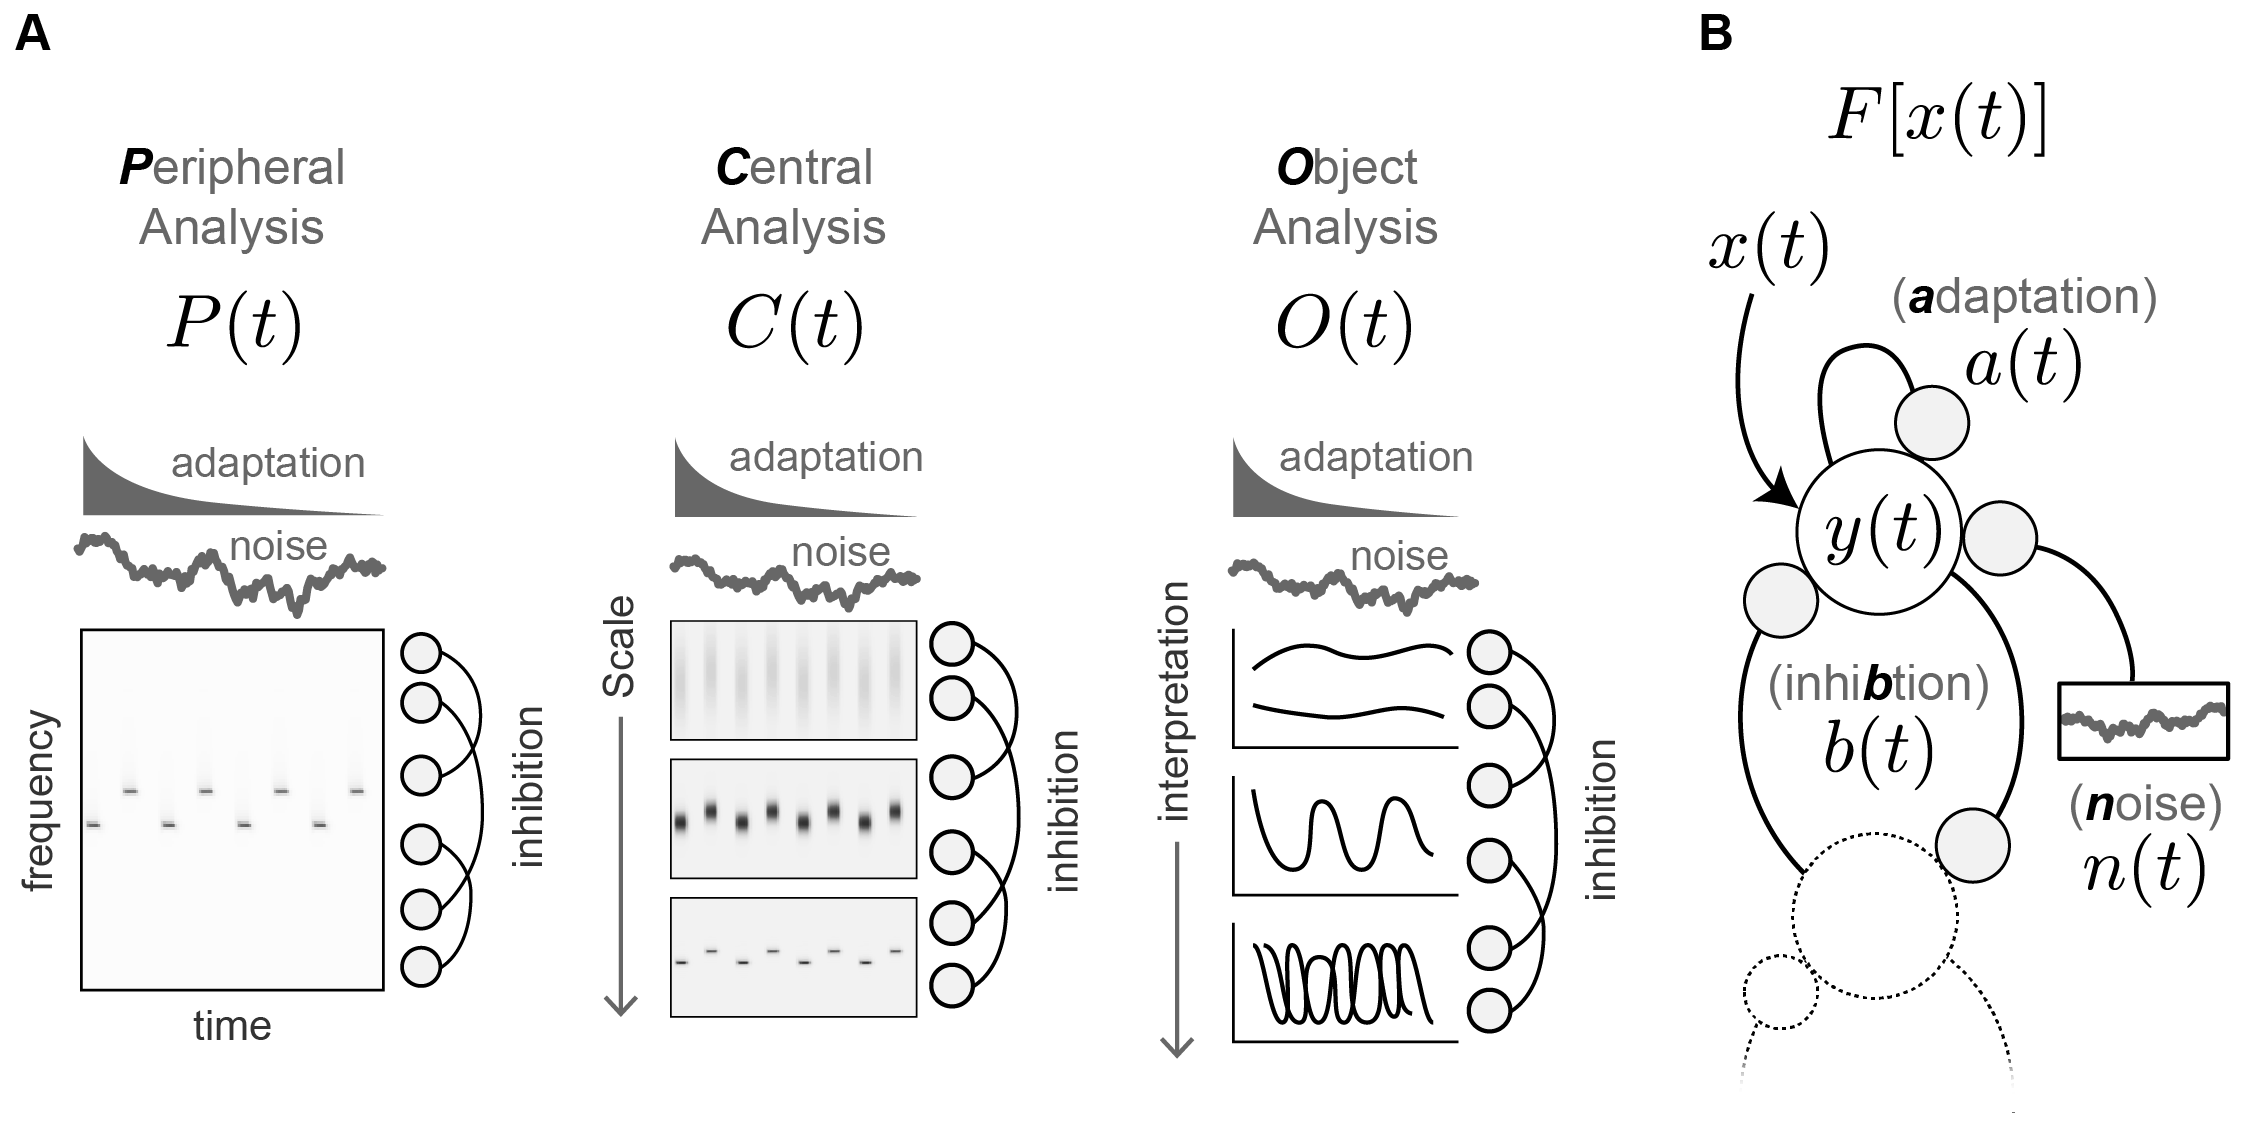 A
Peripheral
Analysis
P(t)
adaptation
noise
frequency
time
inhibition
Central
Analysis
C(t)
adaptation
noise
Scale
inhibition
Object
Analysis
O(t)
adaptation
noise
interpretation
inhibition
B
F[x(t)]
x(t)
(adaptation)
a(t)
y(t)
(inhibtion)
b(t)
(noise)
n(t)